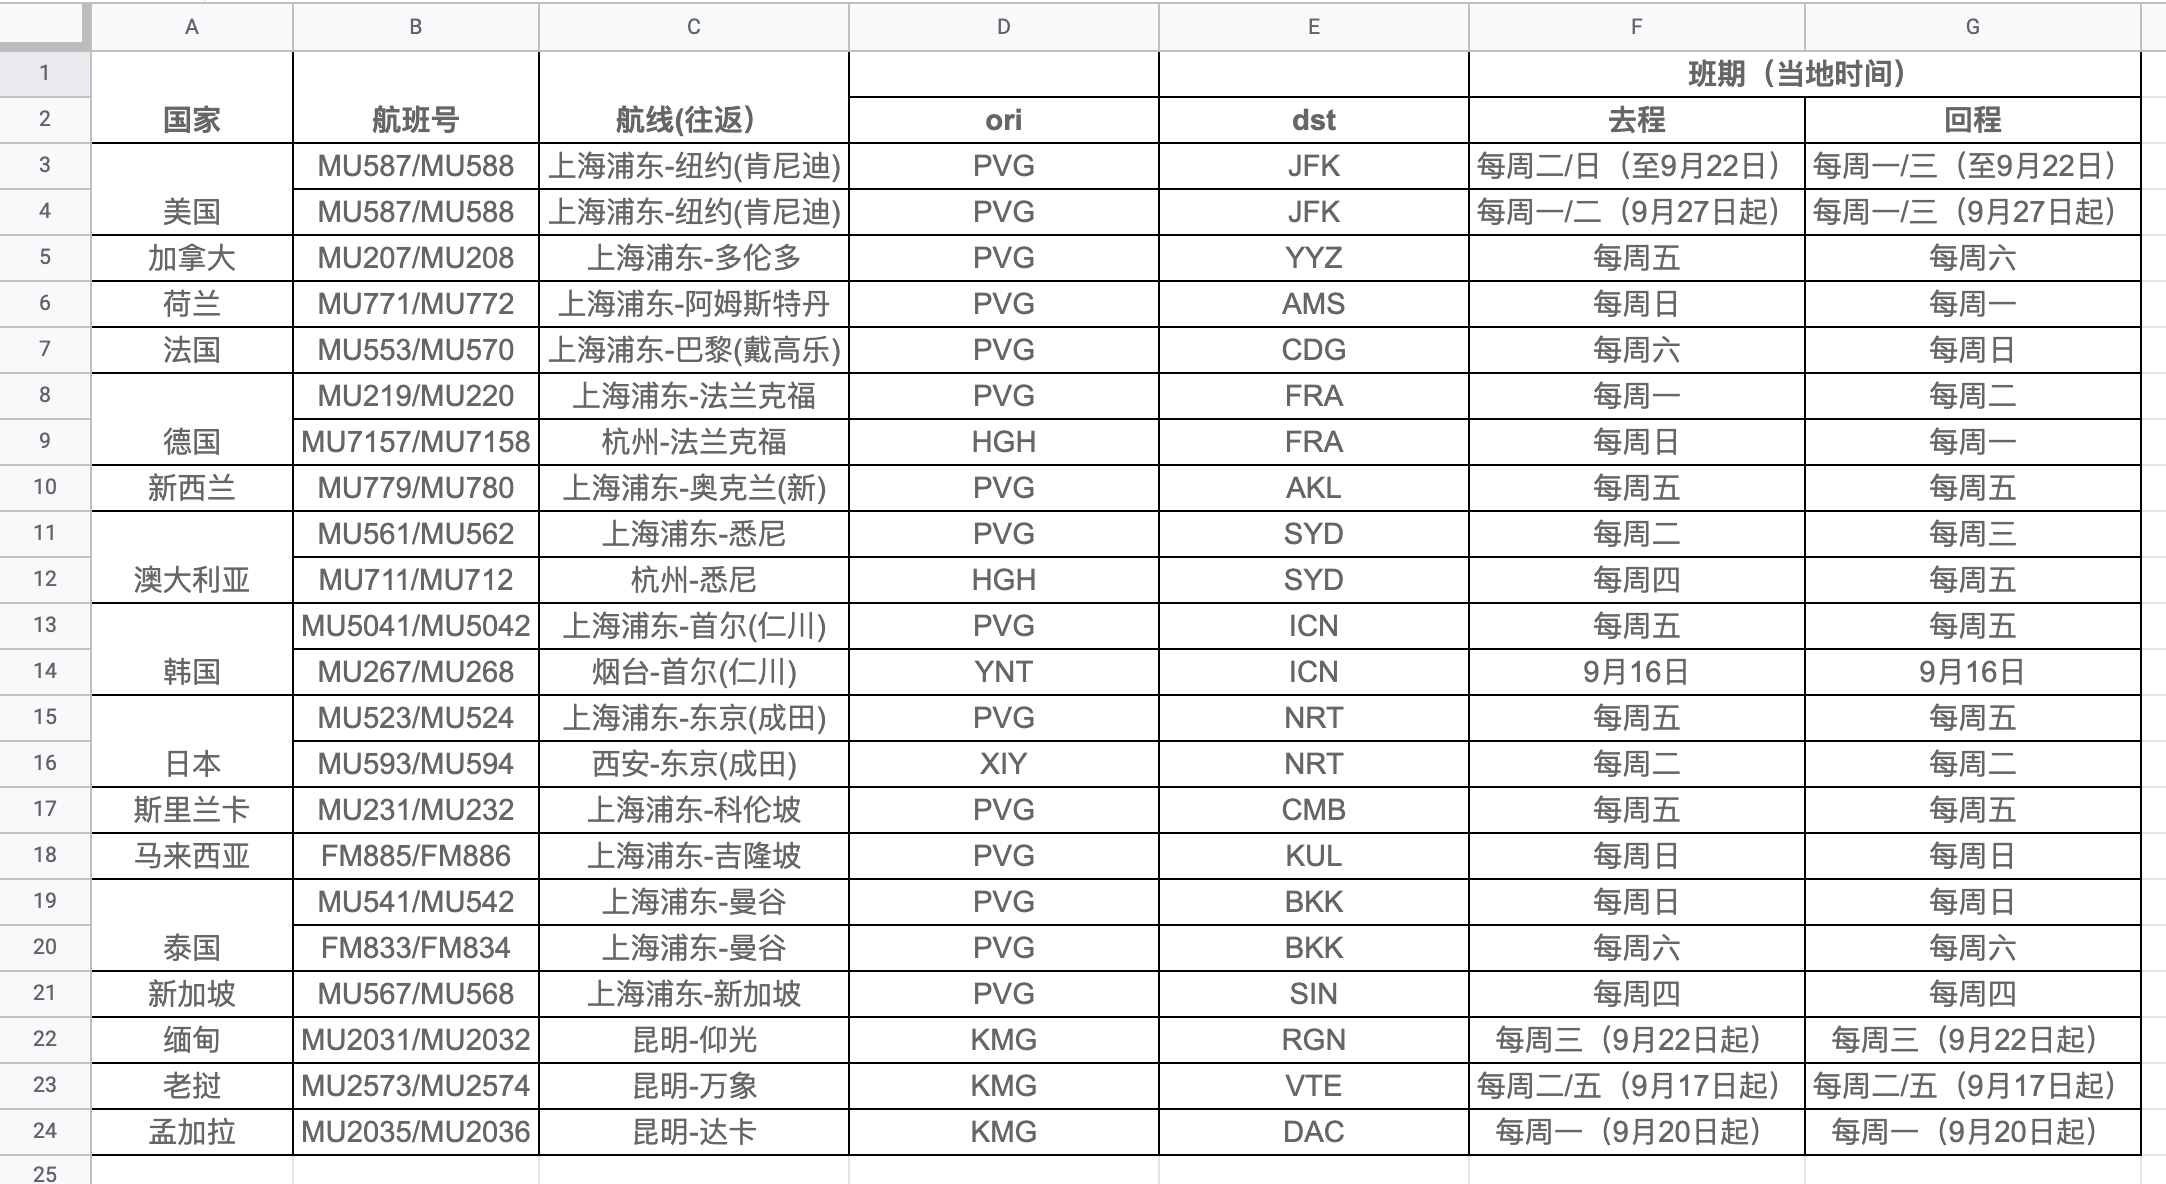 A B C D E F G
1 班期（当地时间）
2 国家 航班号 航线(往返） ori dst 去程 回程
3 MU587/MU588 上海浦东-纽约(肯尼迪) PVG JFK 每周二/日（至9月22日） 每周一/三（至9月22日）
4 美国 MU587/MU588 上海浦东-纽约(肯尼迪) PVG JFK 每周一/二（9月27日起） 每周一/三（9月27日起）
5 加拿大 MU207/MU208 上海浦东-多伦多 PVG YYZ 每周五 每周六
6 荷兰 MU771/MU772 上海浦东-阿姆斯特丹 PVG AMS 每周日 每周一
7 法国 MU553/MU570 上海浦东-巴黎(戴高乐) PVG CDG 每周六 每周日
8 MU219/MU220 上海浦东-法兰克福 PVG FRA 每周一 每周二
9 德国 MU7157/MU7158 杭州-法兰克福 HGH FRA 每周日 每周一
10 新西兰 MU779/MU780 上海浦东-奥克兰(新) PVG AKL 每周五 每周五
11 MU561/MU562 上海浦东-悉尼 PVG SYD 每周二 每周三
12 澳大利亚 MU711/MU712 杭州-悉尼 HGH SYD 每周四 每周五
13 MU5041/MU5042 上海浦东-首尔(仁川) PVG ICN 每周五 每周五
14 韩国 MU267/MU268 烟台-首尔(仁川) YNT ICN 9月16日 9月16日
15 MU523/MU524 上海浦东-东京(成田) PVG NRT 每周五 每周五
16 日本 MU593/MU594 西安-东京(成田) XIY NRT 每周二 每周二
17 斯里兰卡 MU231/MU232 上海浦东-科伦坡 PVG CMB 每周五 每周五
18 马来西亚 FM885/FM886 上海浦东-吉隆坡 PVG KUL 每周日 每周日
19 MU541/MU542 上海浦东-曼谷 PVG BKK 每周日 每周日
20 泰国 FM833/FM834 上海浦东-曼谷 PVG BKK 每周六 每周六
21 新加坡 MU567/MU568 上海浦东-新加坡 PVG SIN 每周四 每周四
22 缅甸 MU2031/MU2032 昆明-仰光 KMG RGN 每周三（9月22日起） 每周三（9月22日起）
23 老挝 MU2573/MU2574 昆明-万象 KMG VTE 每周二/五（9月17日起） 每周二/五（9月17日起）
24 孟加拉 MU2035/MU2036 昆明-达卡 KMG DAC 每周一（9月20日起） 每周一（9月20日起）
25